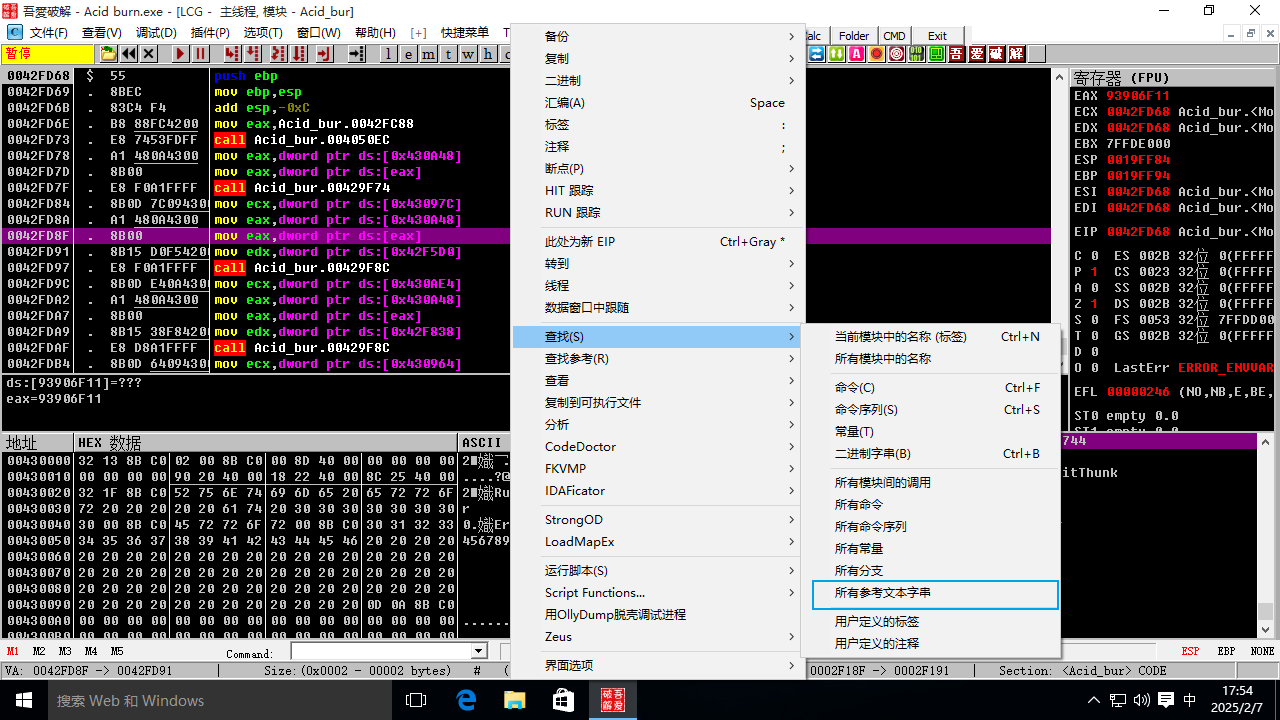 吾爱破解 - Acid burn.exe - [LCG - 主线程, 模块 - Acid_bur]
文件(F) 查看(V) 调试(D) 插件(P) 选项(T) 窗口(W) 帮助(H) [+] 快捷菜单 Folder CMD Exit
暂停 l e m t w h 吾 爱 破 解
0042FD68 $ 55 push ebp
0042FD69 . 8BEC mov ebp,esp
0042FD6B . 83C4 F4 add esp,-0xC
0042FD6E . B8 88FC4200 mov eax,Acid_bur.0042FC88
0042FD73 . E8 7453FDFF call Acid_bur.004050EC
0042FD78 . A1 480A4300 mov eax,dword ptr ds:[0x430A48]
0042FD7D . 8B00 mov eax,dword ptr ds:[eax]
0042FD7F . E8 F0A1FFFF call Acid_bur.00429F74
0042FD84 . 8B0D 7C094300 mov ecx,dword ptr ds:[0x43097C]
0042FD8A . A1 480A4300 mov eax,dword ptr ds:[0x430A48]
0042FD8F . 8B00 mov eax,dword ptr ds:[eax]
0042FD91 . 8B15 D0F54200 mov edx,dword ptr ds:[0x42F5D0]
0042FD97 . E8 F0A1FFFF call Acid_bur.00429F8C
0042FD9C . 8B0D E40A4300 mov ecx,dword ptr ds:[0x430AE4]
0042FDA2 . A1 480A4300 mov eax,dword ptr ds:[0x430A48]
0042FDA7 . 8B00 mov eax,dword ptr ds:[eax]
0042FDA9 . 8B15 38F84200 mov edx,dword ptr ds:[0x42F838]
0042FDAF . E8 D8A1FFFF call Acid_bur.00429F8C
0042FDB4 . 8B0D 64094300 mov ecx,dword ptr ds:[0x430964]
ds:[93906F11]=???
eax=93906F11
地址 HEX 数据 ASCII
00430000 32 13 8B C0 02 00 8B C0 00 8D 40 00 00 00 00 00
00430010 00 00 00 00 90 20 40 00 18 22 40 00 8C 25 40 00 ....?@
00430020 32 1F 8B C0 52 75 6E 74 69 6D 65 20 65 72 72 6F
00430030 72 20 20 20 20 20 61 74 20 30 30 30 30 30 30 30 r
00430040 30 00 8B C0 45 72 72 6F 72 00 8B C0 30 31 32 33
00430050 34 35 36 37 38 39 41 42 43 44 45 46 20 20 20 20 456789
00430060 20 20 20 20 20 20 20 20 20 20 20 20 20 20 20 20
00430070 20 20 20 20 20 20 20 20 20 20 20 20 20 20 20 20
00430080 20 20 20 20 20 20 20 20 20 20 20 20 20 20 20 20
00430090 20 20 20 20 20 20 20 20 20 20 20 20 0D 0A 8B C0
004300A0 00 00 00 00 00 00 00 00 00 00 00 00 00 00 00 00
备份
复制
二进制
汇编(A) Space
标签 :
注释 ;
断点(P)
HIT 跟踪
RUN 跟踪
此处为新 EIP Ctrl+Gray *
转到
线程
数据窗口中跟随
查找(S)
查找参考(R)
查看
复制到可执行文件
分析
CodeDoctor
FKVMP
IDAFicator
StrongOD
LoadMapEx
运行脚本(S)
Script Functions...
用OllyDump脱壳调试进程
Zeus
界面选项
当前模块中的名称 (标签) Ctrl+N
所有模块中的名称
命令(C) Ctrl+F
命令序列(S) Ctrl+S
常量(T)
二进制字串(B) Ctrl+B
所有模块间的调用
所有命令
所有命令序列
所有常量
所有分支
所有参考文本字串
用户定义的标签
用户定义的注释
寄存器 (FPU)
EAX 93906F11
ECX 0042FD68 Acid_bur.<Mo
EDX 0042FD68 Acid_bur.<Mo
EBX 7FFDE000
ESP 0019FF84
EBP 0019FF94
ESI 0042FD68 Acid_bur.<Mo
EDI 0042FD68 Acid_bur.<Mo
EIP 0042FD68 Acid_bur.<Mo
C 0 ES 002B 32位 0(FFFFF
P 1 CS 0023 32位 0(FFFFF
A 0 SS 002B 32位 0(FFFFF
Z 1 DS 002B 32位 0(FFFFF
S 0 FS 0053 32位 7FFDD00
T 0 GS 002B 32位 0(FFFFF
D 0
O 0 LastErr ERROR_ENVVAR
EFL 00000246 (NO,NB,E,BE,
ST0 empty 0.0
ST1 empty 0.0
744
itThunk
M1 M2 M3 M4 M5 Command: ESP EBP NONE
VA: 0042FD8F -> 0042FD91 Size:(0x0002 - 00002 bytes) # ( 0002F18F -> 0002F191 Section: <Acid_bur> CODE
搜索 Web 和 Windows 中 17:54
2025/2/7